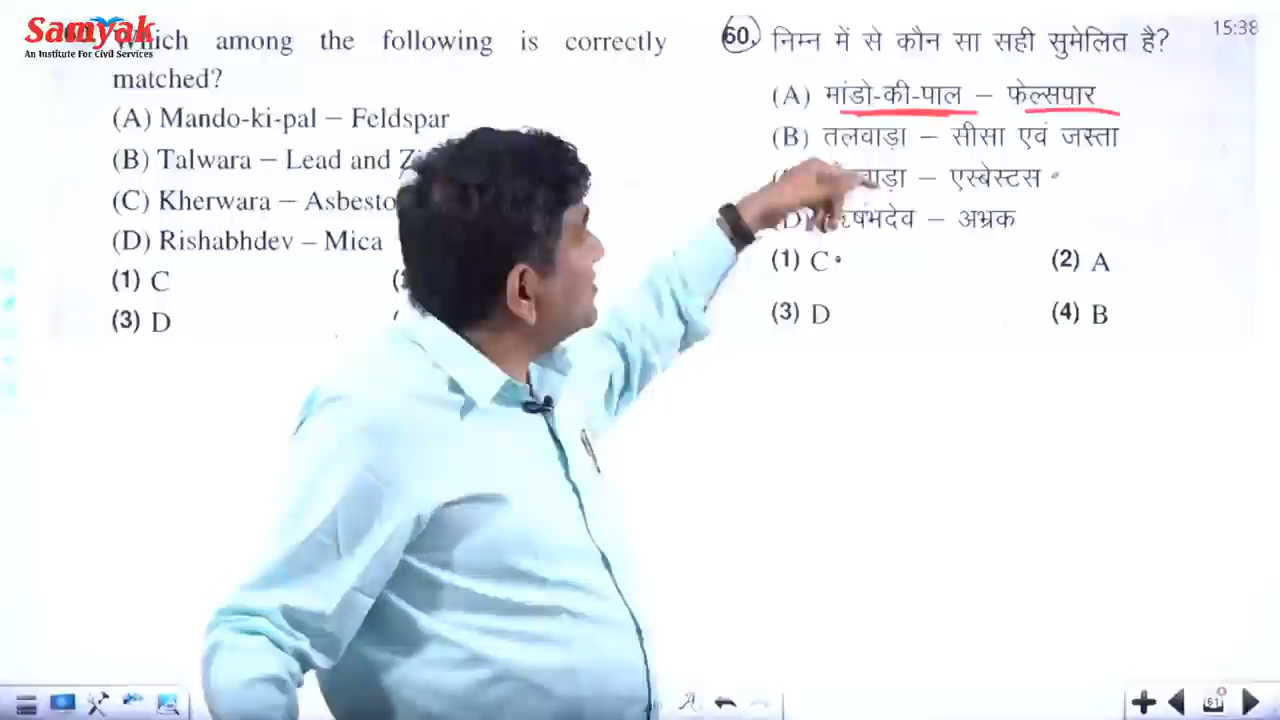 Samyak
An Institute For Civil Services
15:38
Which among the following is correctly
matched?
(A) Mando-ki-pal – Feldspar
(B) Talwara – Lead and
(C) Kherwara –
(D) Rishabhdev – Mica
(1) C
(3) D
60. निम्न में से कौन सा सही सुमेलित है?
(A) मांडो-की-पाल – फेल्सपार
(B) तलवाड़ा – सीसा एवं जस्ता
– एस्बेस्टस
– अभ्रक
(1) C
(2) A
(3) D
(4) B
61